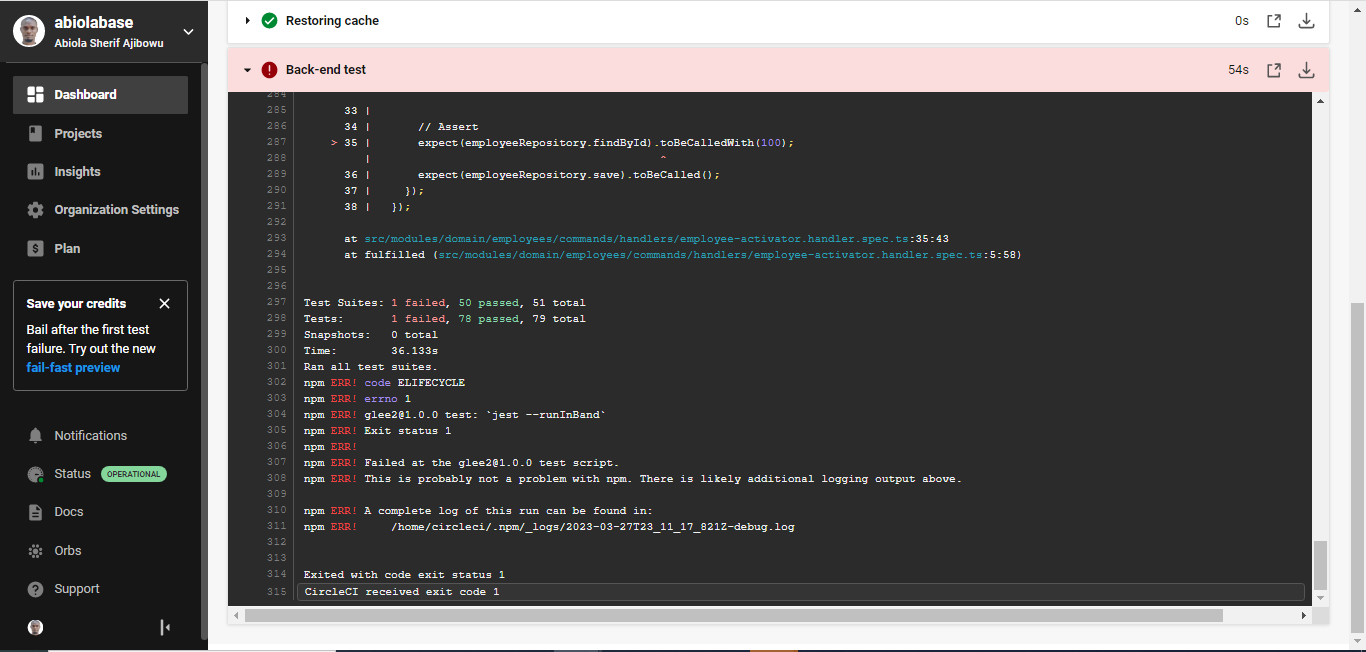 abiolabase
Abiola Sherif Ajibowu
Dashboard
Projects
Insights
Organization Settings
Plan
Save your credits
Bail after the first test
failure. Try out the new
fail-fast preview
Notifications
Status OPERATIONAL
Docs
Orbs
Support
Restoring cache 0s
Back-end test 54s
284
285 33 |
286 34 | // Assert
287 > 35 | expect(employeeRepository.findById).toBeCalledWith(100);
288 | ^
289 36 | expect(employeeRepository.save).toBeCalled();
290 37 | });
291 38 | });
292
293 at src/modules/domain/employees/commands/handlers/employee-activator.handler.spec.ts:35:43
294 at fulfilled (src/modules/domain/employees/commands/handlers/employee-activator.handler.spec.ts:5:58)
295
296
297 Test Suites: 1 failed, 50 passed, 51 total
298 Tests: 1 failed, 78 passed, 79 total
299 Snapshots: 0 total
300 Time: 36.133s
301 Ran all test suites.
302 npm ERR! code ELIFECYCLE
303 npm ERR! errno 1
304 npm ERR! glee2@1.0.0 test: `jest --runInBand`
305 npm ERR! Exit status 1
306 npm ERR!
307 npm ERR! Failed at the glee2@1.0.0 test script.
308 npm ERR! This is probably not a problem with npm. There is likely additional logging output above.
309
310 npm ERR! A complete log of this run can be found in:
311 npm ERR! /home/circleci/.npm/_logs/2023-03-27T23_11_17_821Z-debug.log
312
313
314 Exited with code exit status 1
315 CircleCI received exit code 1